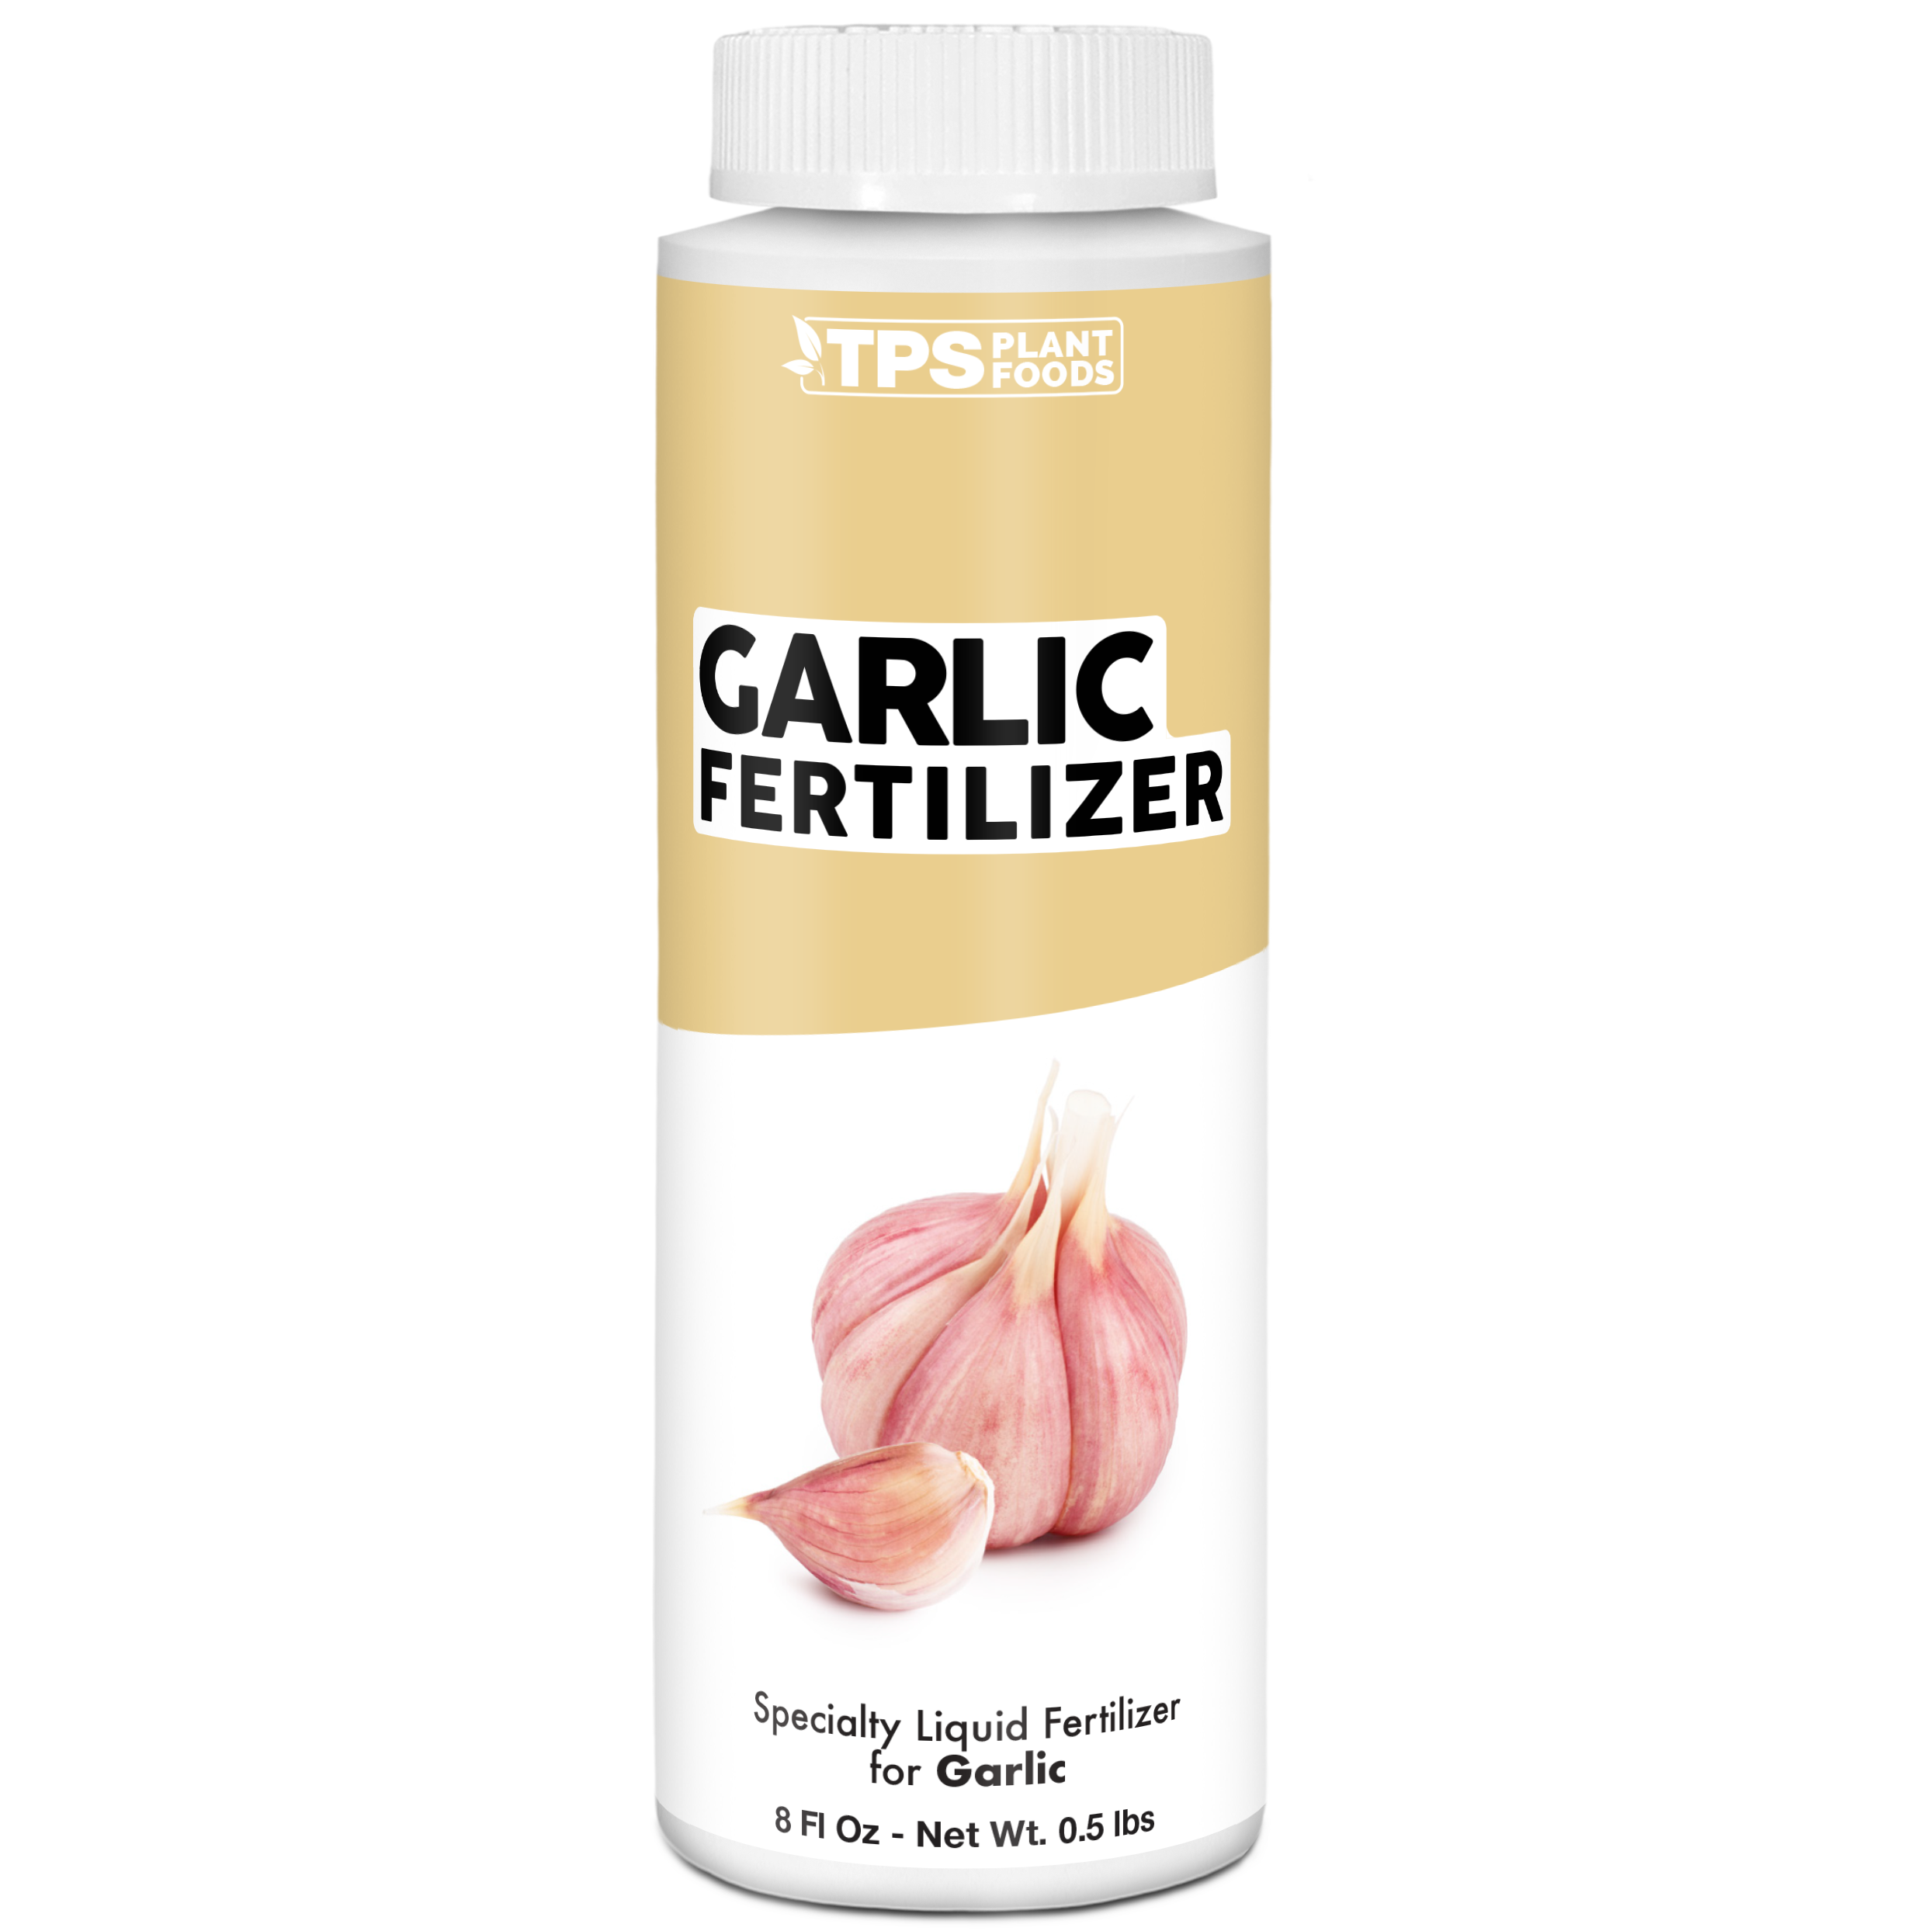 TPS PLANT FOODS
GARLIC
FERTILIZER
Specialty Liquid Fertilizer
for Garlic
8 Fl Oz - Net Wt. 0.5 lbs